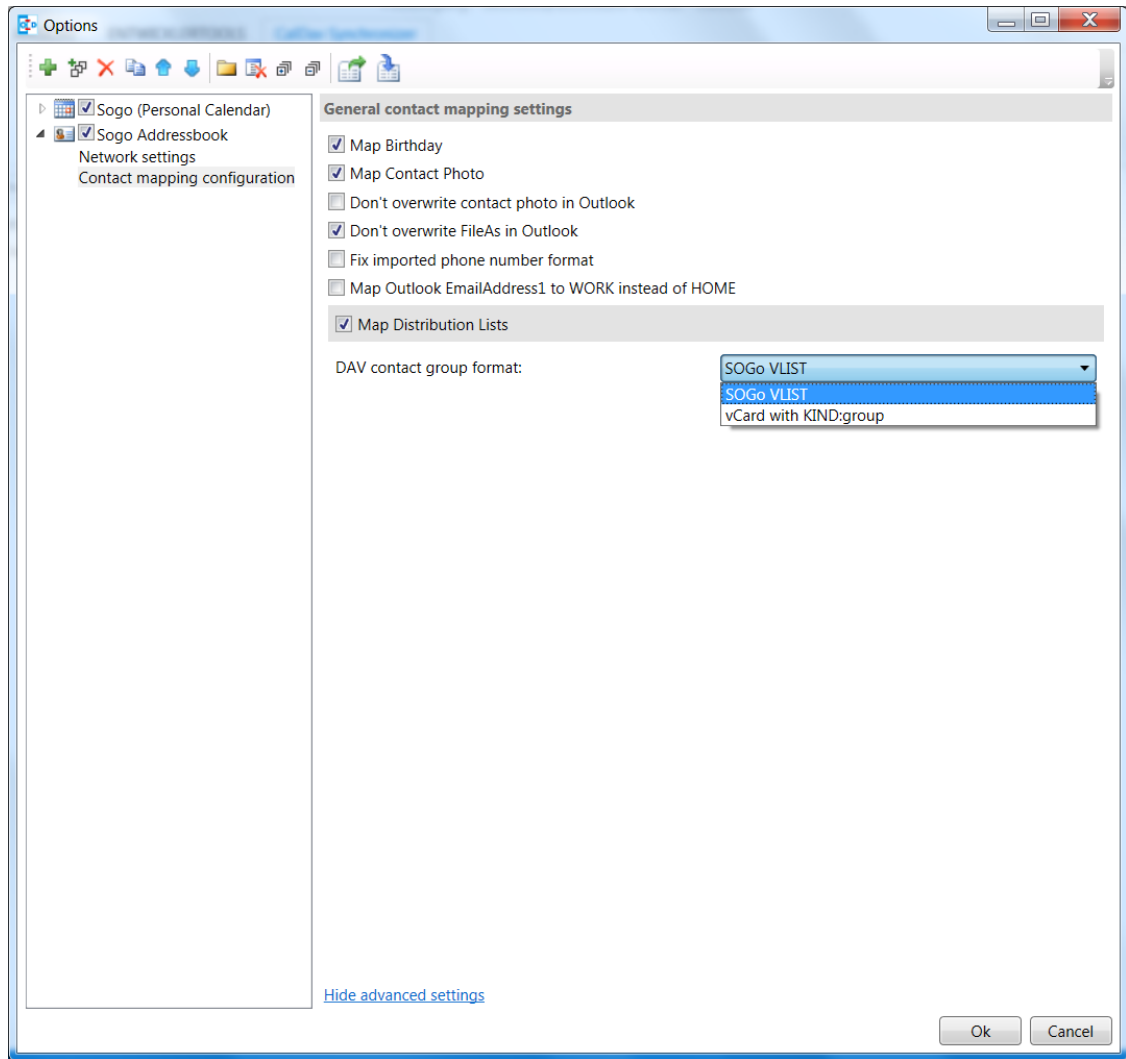 Options
Sogo (Personal Calendar)
Sogo Addressbook
Network settings
Contact mapping configuration
General contact mapping settings
Map Birthday
Map Contact Photo
Don't overwrite contact photo in Outlook
Don't overwrite FileAs in Outlook
Fix imported phone number format
Map Outlook EmailAddress1 to WORK instead of HOME
Map Distribution Lists
DAV contact group format:
SOGo VLIST
SOGo VLIST
vCard with KIND:group
Hide advanced settings
Ok
Cancel